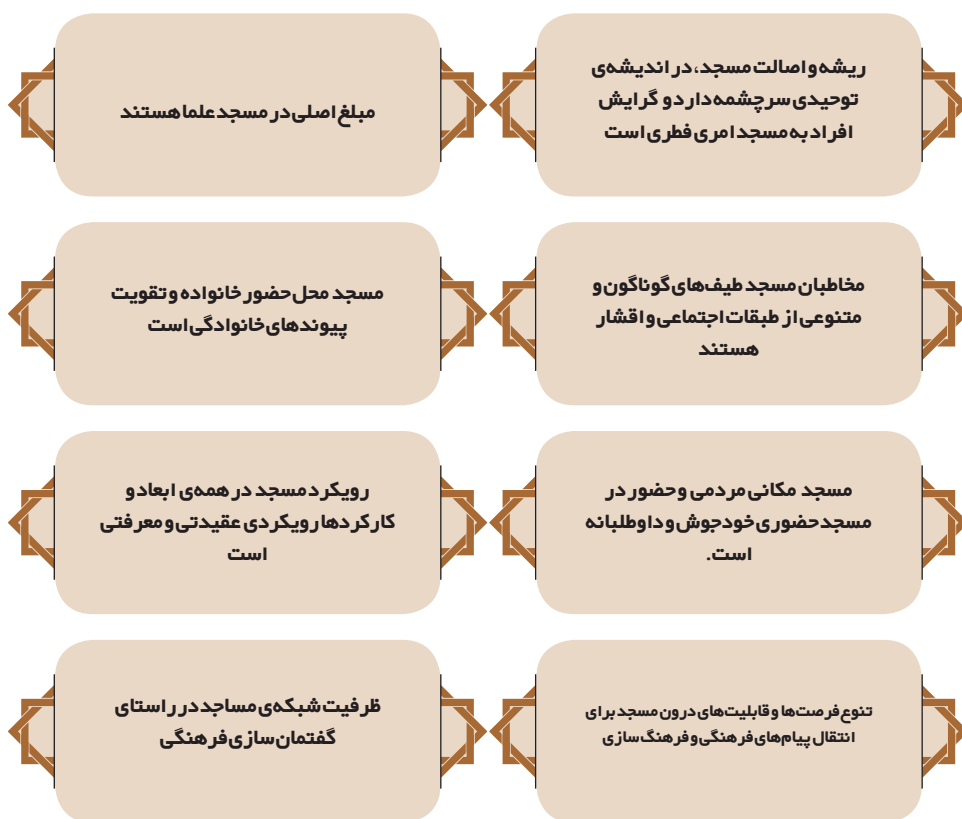 ریشه و اصالت مسجد، در اندیشه‌ی
توحیدی سرچشمه دارد و گرایش
افراد به مسجد امری فطری است
مبلغ اصلی در مسجد علما هستند
مخاطبان مسجد طیف‌های گوناگون و
متنوعی از طبقات اجتماعی و اقشار
هستند
مسجد محل حضور خانواده و تقویت
پیوندهای خانوادگی است
مسجد مکانی مردمی و حضور در
مسجد حضوری خودجوش و داوطلبانه
است.
رویکرد مسجد در همه‌ی ابعاد و
کارکردها رویکردی عقیدتی و معرفتی
است
تنوع فرصت‌ها و قابلیت‌های درون مسجد برای
انتقال پیام‌های فرهنگی و فرهنگ سازی
ظرفیت شبکه‌ی مساجد در راستای
گفتمان سازی فرهنگی